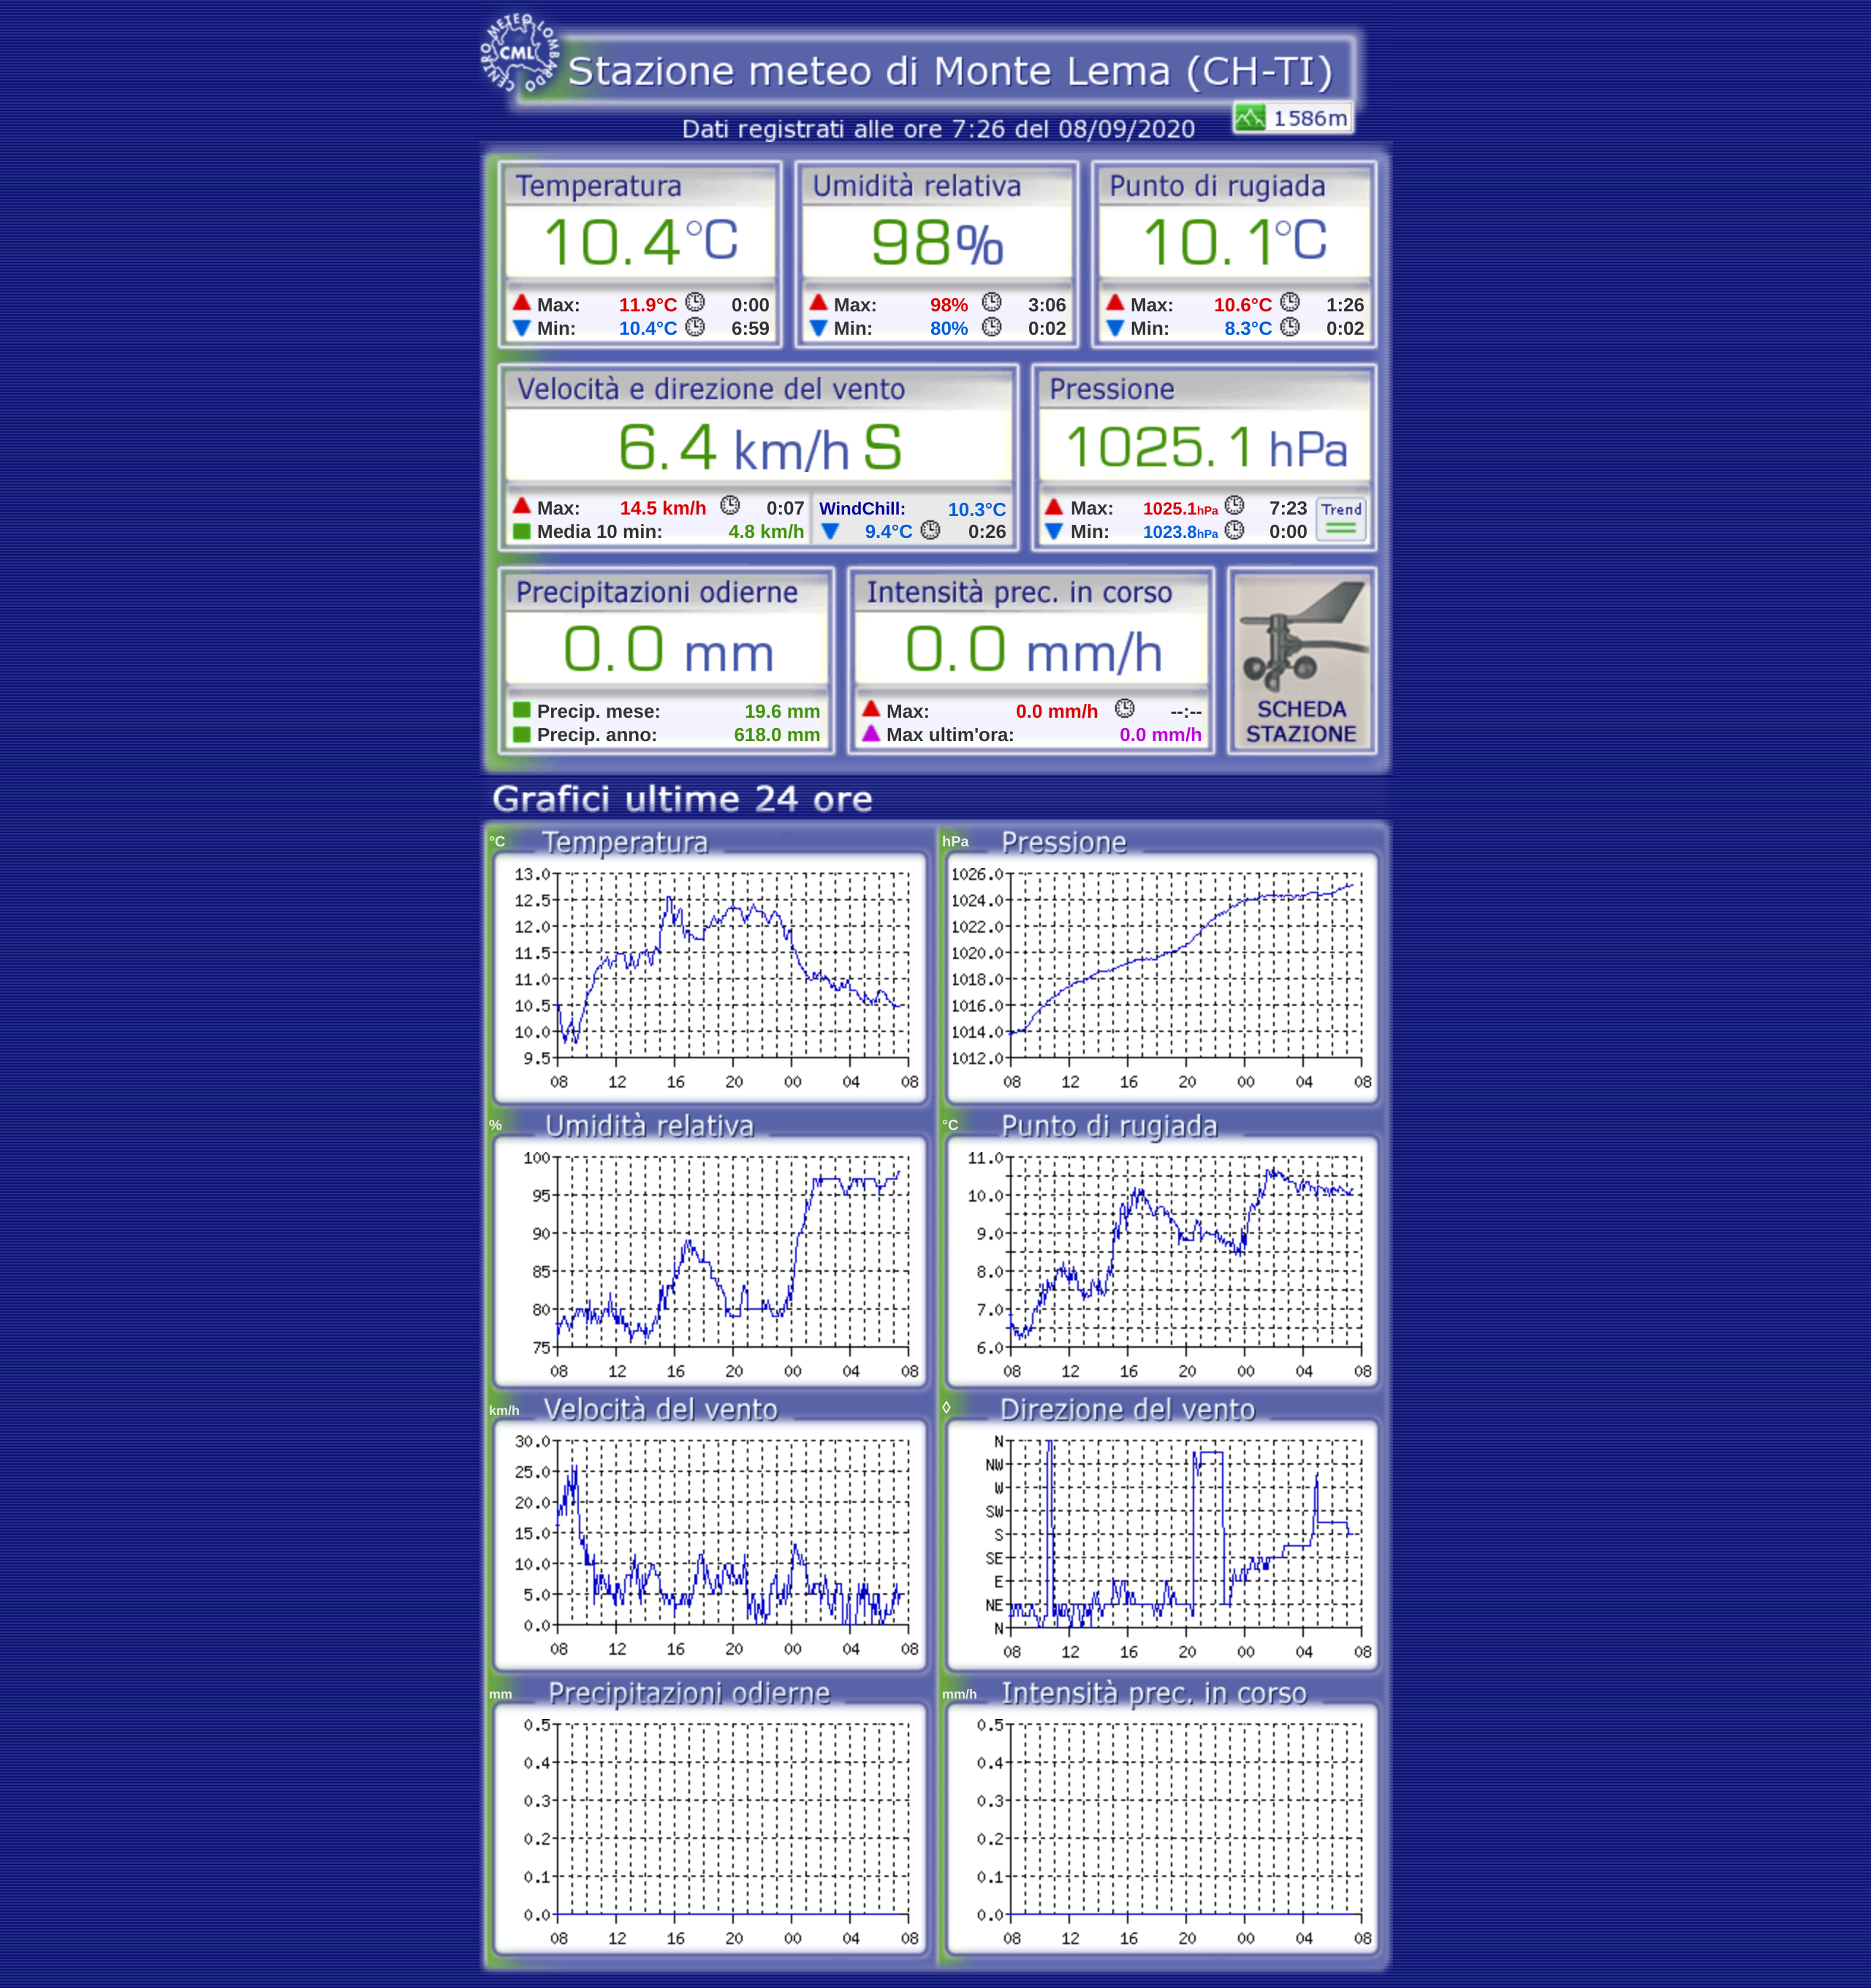 CENTRO METEO LOMBARDO
CML
Stazione meteo di Monte Lema (CH-TI)
1586m
Dati registrati alle ore 7:26 del 08/09/2020
Temperatura Umidità relativa Punto di rugiada
10.4°C 98% 10.1°C
Max: 11.9°C 0:00 Max: 98% 3:06 Max: 10.6°C 1:26
Min: 10.4°C 6:59 Min: 80% 0:02 Min: 8.3°C 0:02
Velocità e direzione del vento Pressione
6.4 km/h S 1025.1 hPa
Max: 14.5 km/h 0:07 WindChill: 10.3°C Max: 1025.1hPa 7:23 Trend
Media 10 min: 4.8 km/h 9.4°C 0:26 Min: 1023.8hPa 0:00
Precipitazioni odierne Intensità prec. in corso
0.0 mm 0.0 mm/h
Precip. mese: 19.6 mm Max: 0.0 mm/h --:-- SCHEDA
Precip. anno: 618.0 mm Max ultim'ora: 0.0 mm/h STAZIONE
Grafici ultime 24 ore
°C Temperatura
13.0
12.5
12.0
11.5
11.0
10.5
10.0
9.5
08 12 16 20 00 04 08
hPa Pressione
1026.0
1024.0
1022.0
1020.0
1018.0
1016.0
1014.0
1012.0
08 12 16 20 00 04 08
% Umidità relativa
100
95
90
85
80
75
08 12 16 20 00 04 08
°C Punto di rugiada
11.0
10.0
9.0
8.0
7.0
6.0
08 12 16 20 00 04 08
km/h Velocità del vento
30.0
25.0
20.0
15.0
10.0
5.0
0.0
08 12 16 20 00 04 08
◊ Direzione del vento
N
NW
W
SW
S
SE
E
NE
N
08 12 16 20 00 04 08
mm Precipitazioni odierne
0.5
0.4
0.3
0.2
0.1
0.0
08 12 16 20 00 04 08
mm/h Intensità prec. in corso
0.5
0.4
0.3
0.2
0.1
0.0
08 12 16 20 00 04 08